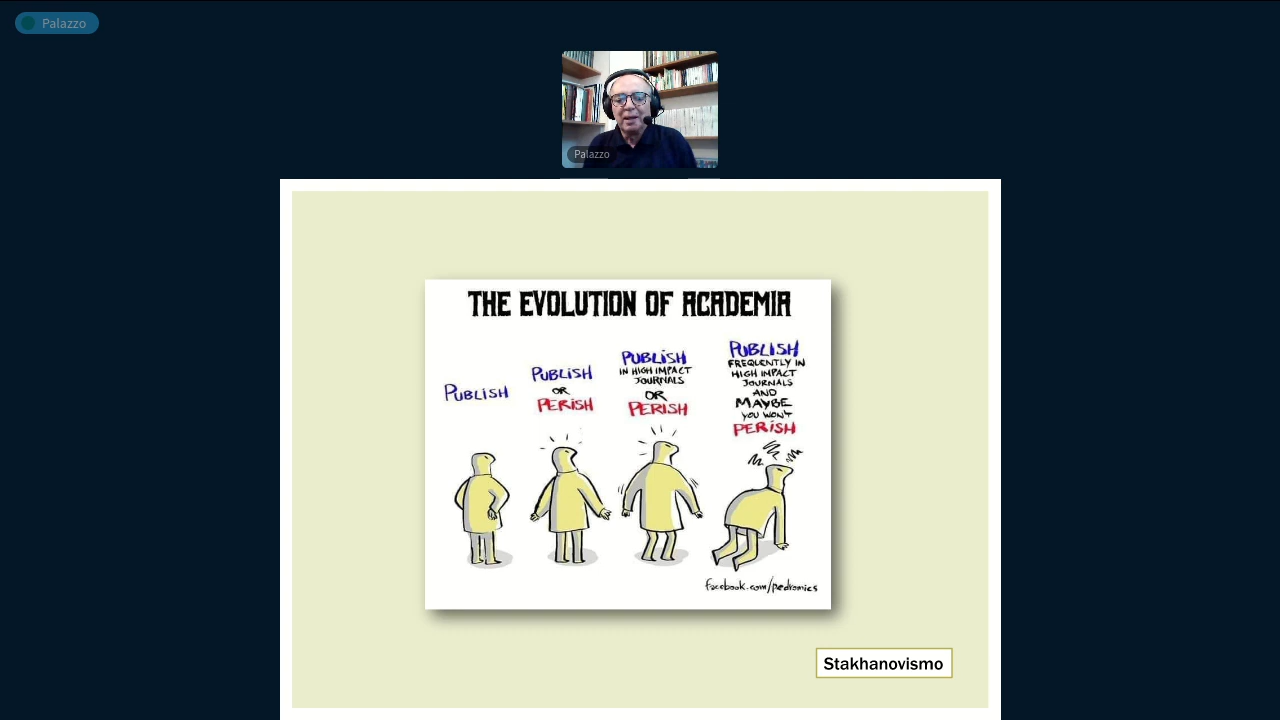 Palazzo
Palazzo
THE EVOLUTION OF ACADEMIA
PUBLISH
PUBLISH
OR
PERISH
PUBLISH
IN HIGH IMPACT
JOURNALS
OR
PERISH
PUBLISH
FREQUENTLY IN
HIGH IMPACT
JOURNALS
AND
MAYBE
YOU WON'T
PERISH
facebook.com/pedromics
Stakhanovismo